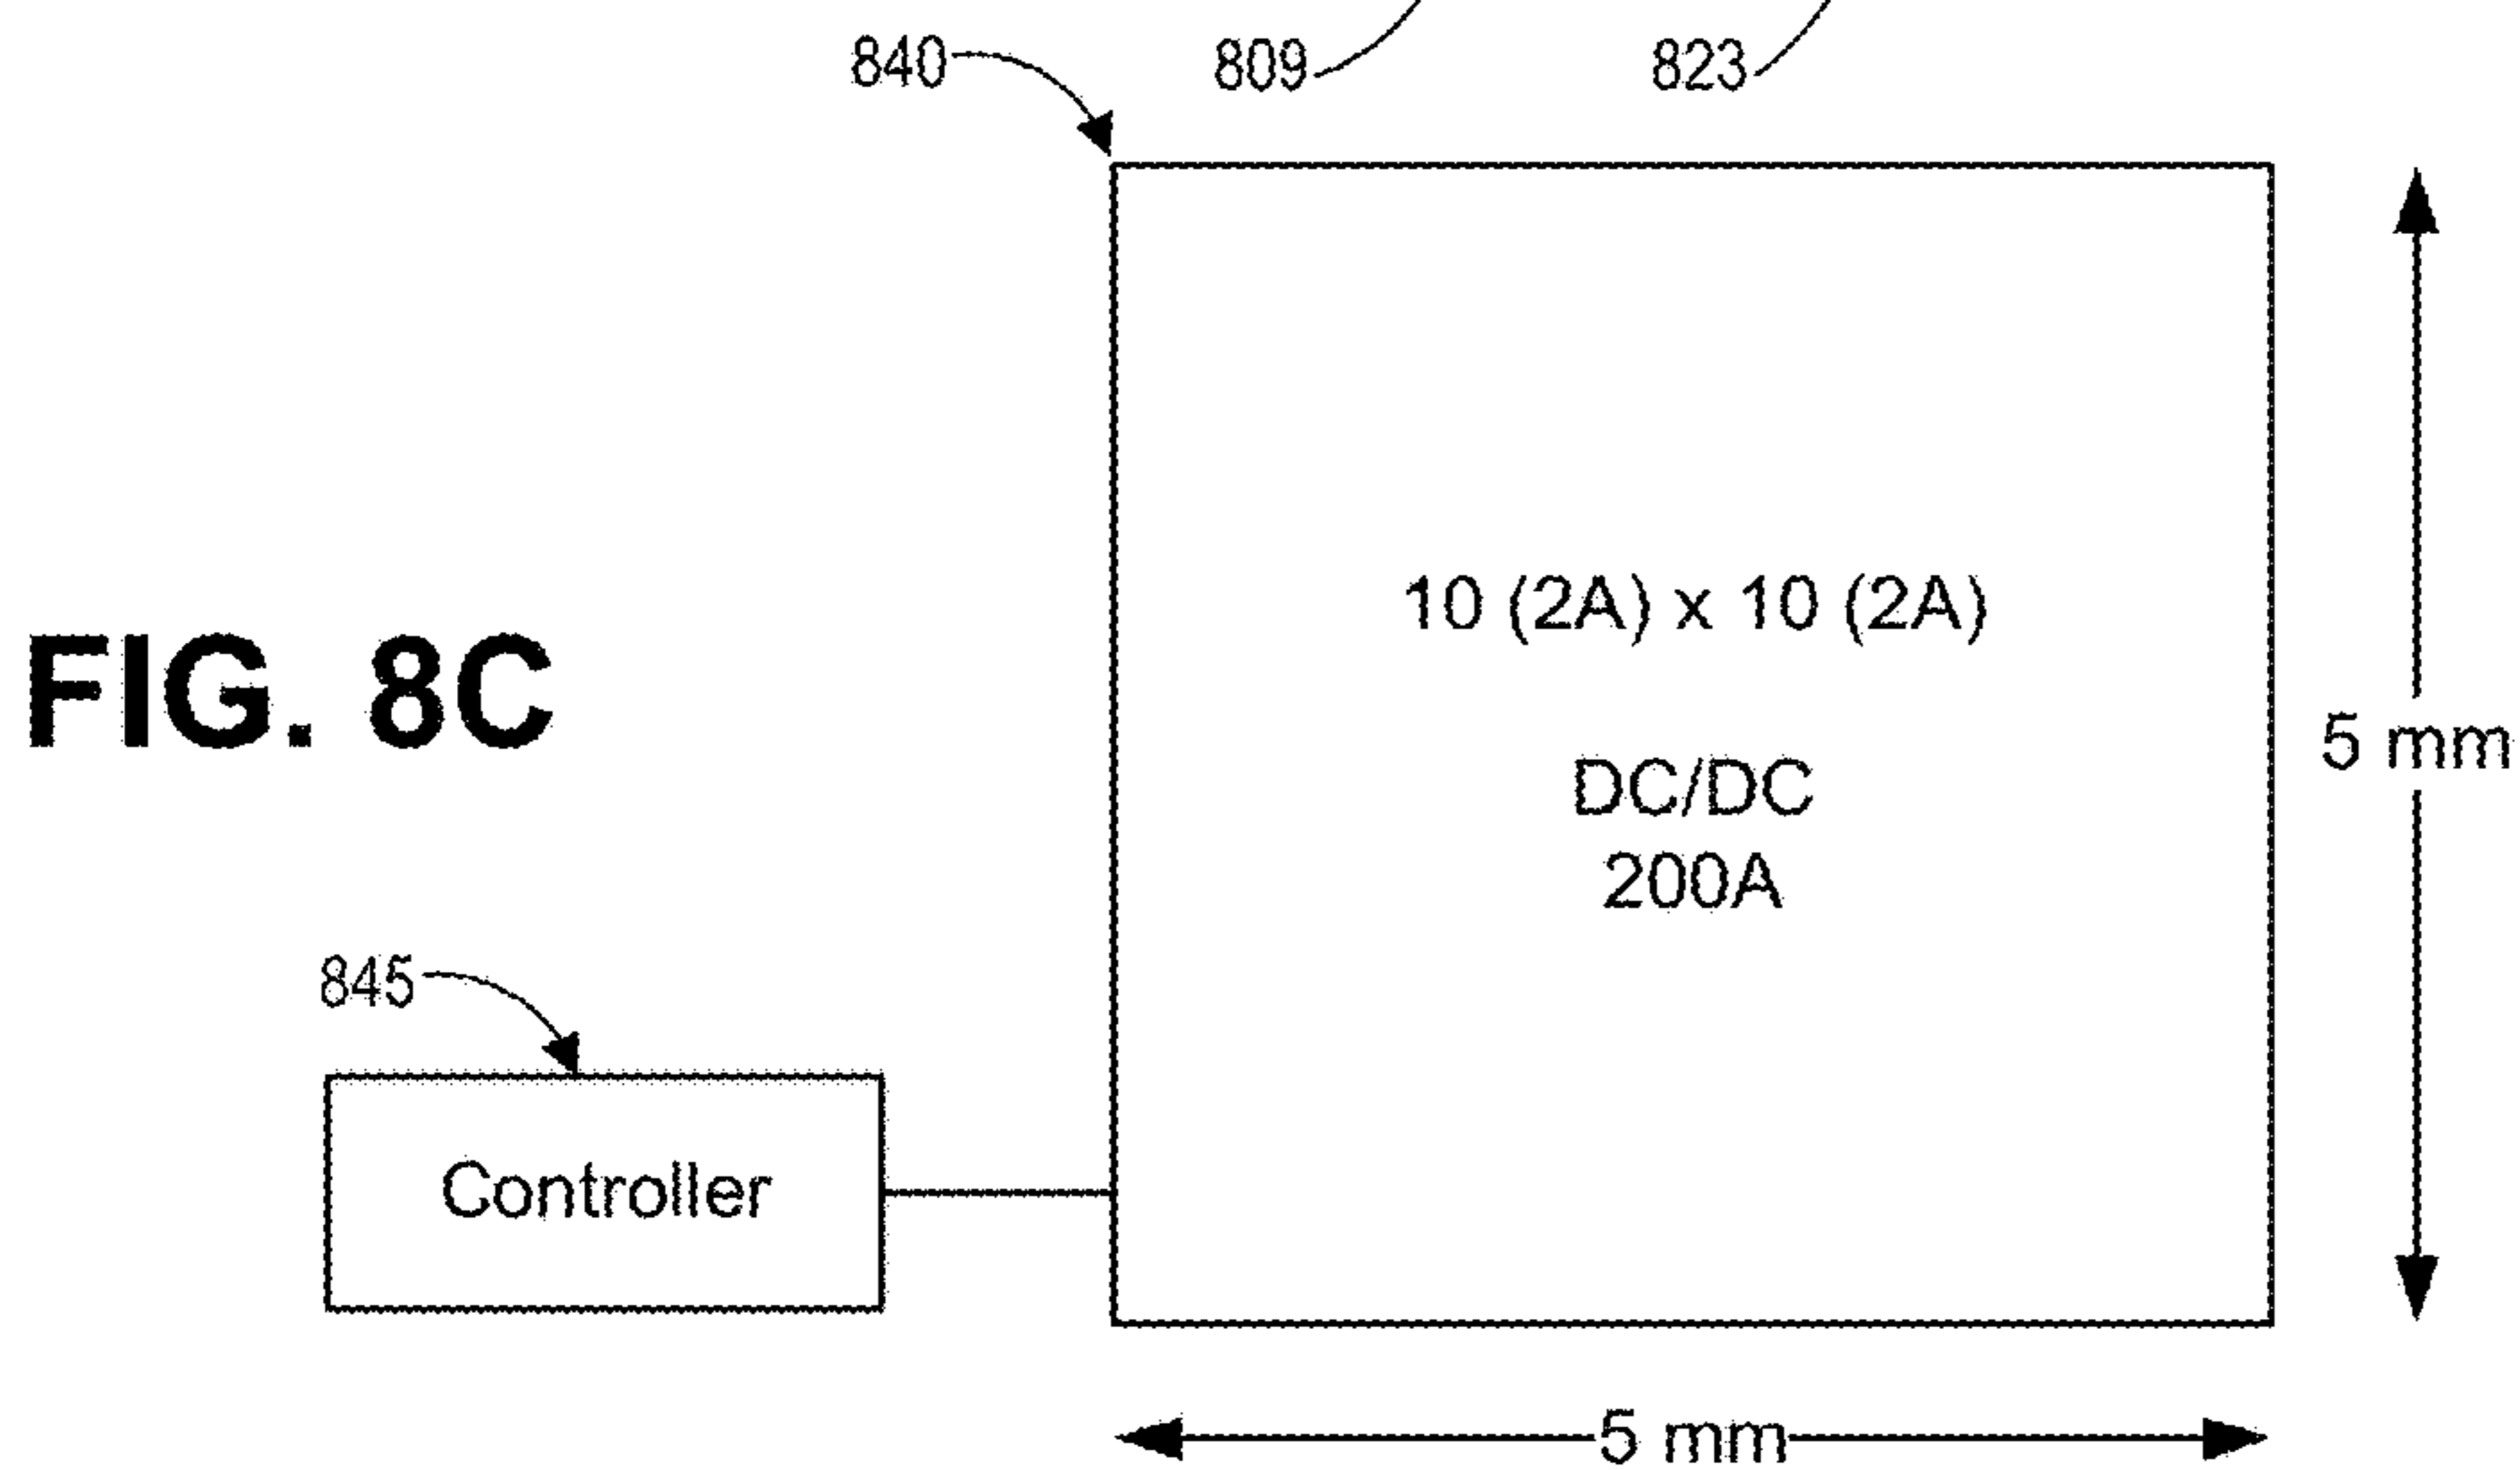 840
809
823
10 (2A) x 10 (2A)
FIG. 8C
5 mm
DC/DC
200A
845
Controller
5 mm